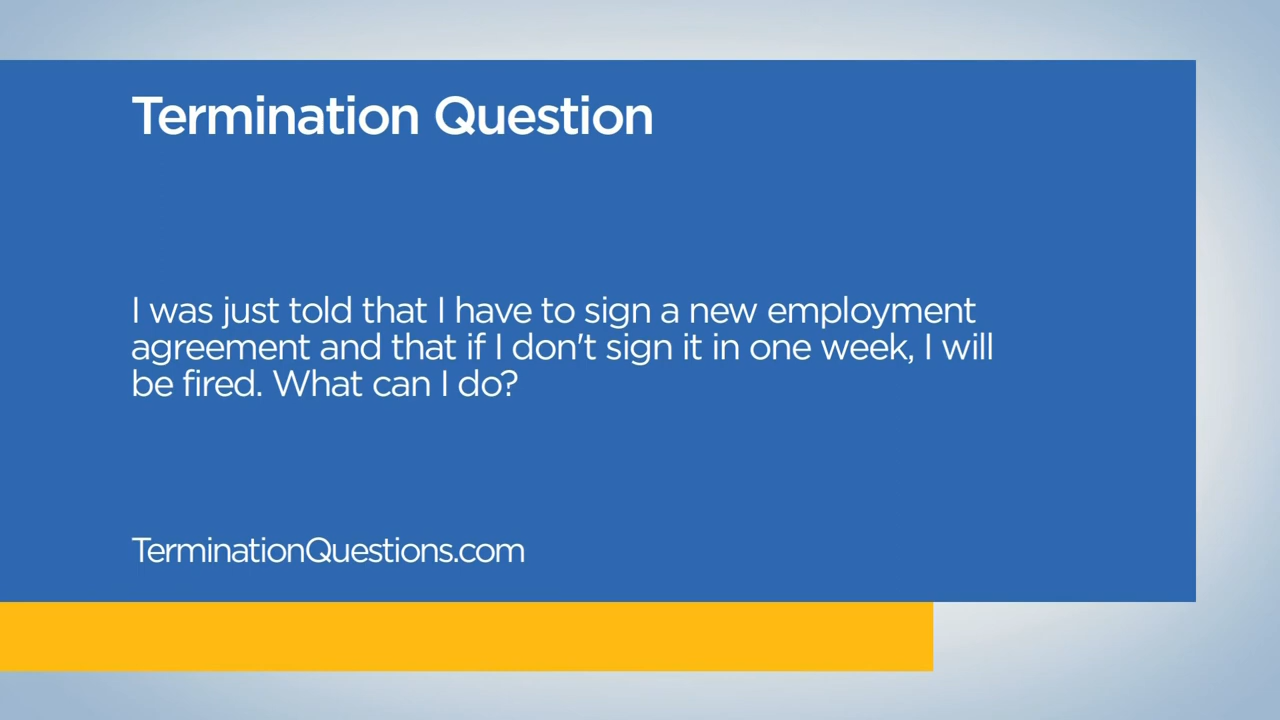 Termination Question
I was just told that I have to sign a new employment
agreement and that if I don't sign it in one week, I will
be fired. What can I do?
TerminationQuestions.com